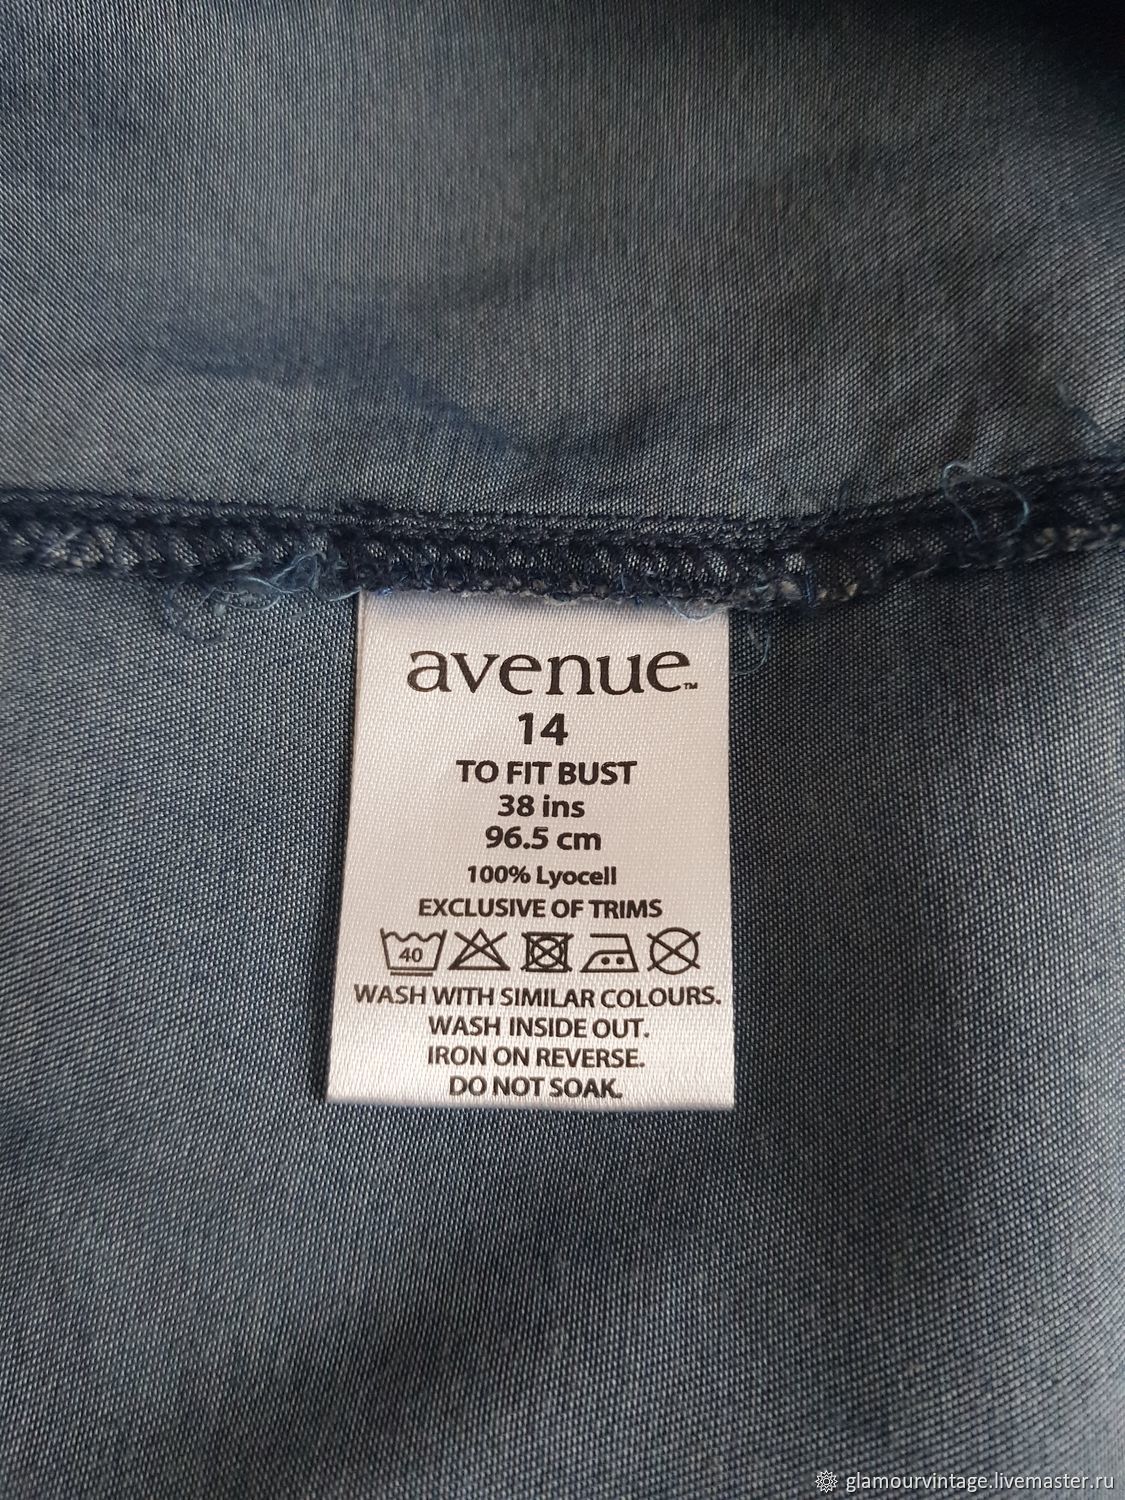 avenue™
14
TO FIT BUST
38 ins
96.5 cm
100% Lyocell
EXCLUSIVE OF TRIMS
40
WASH WITH SIMILAR COLOURS.
WASH INSIDE OUT.
IRON ON REVERSE.
DO NOT SOAK.
glamourvintage.livemaster.ru